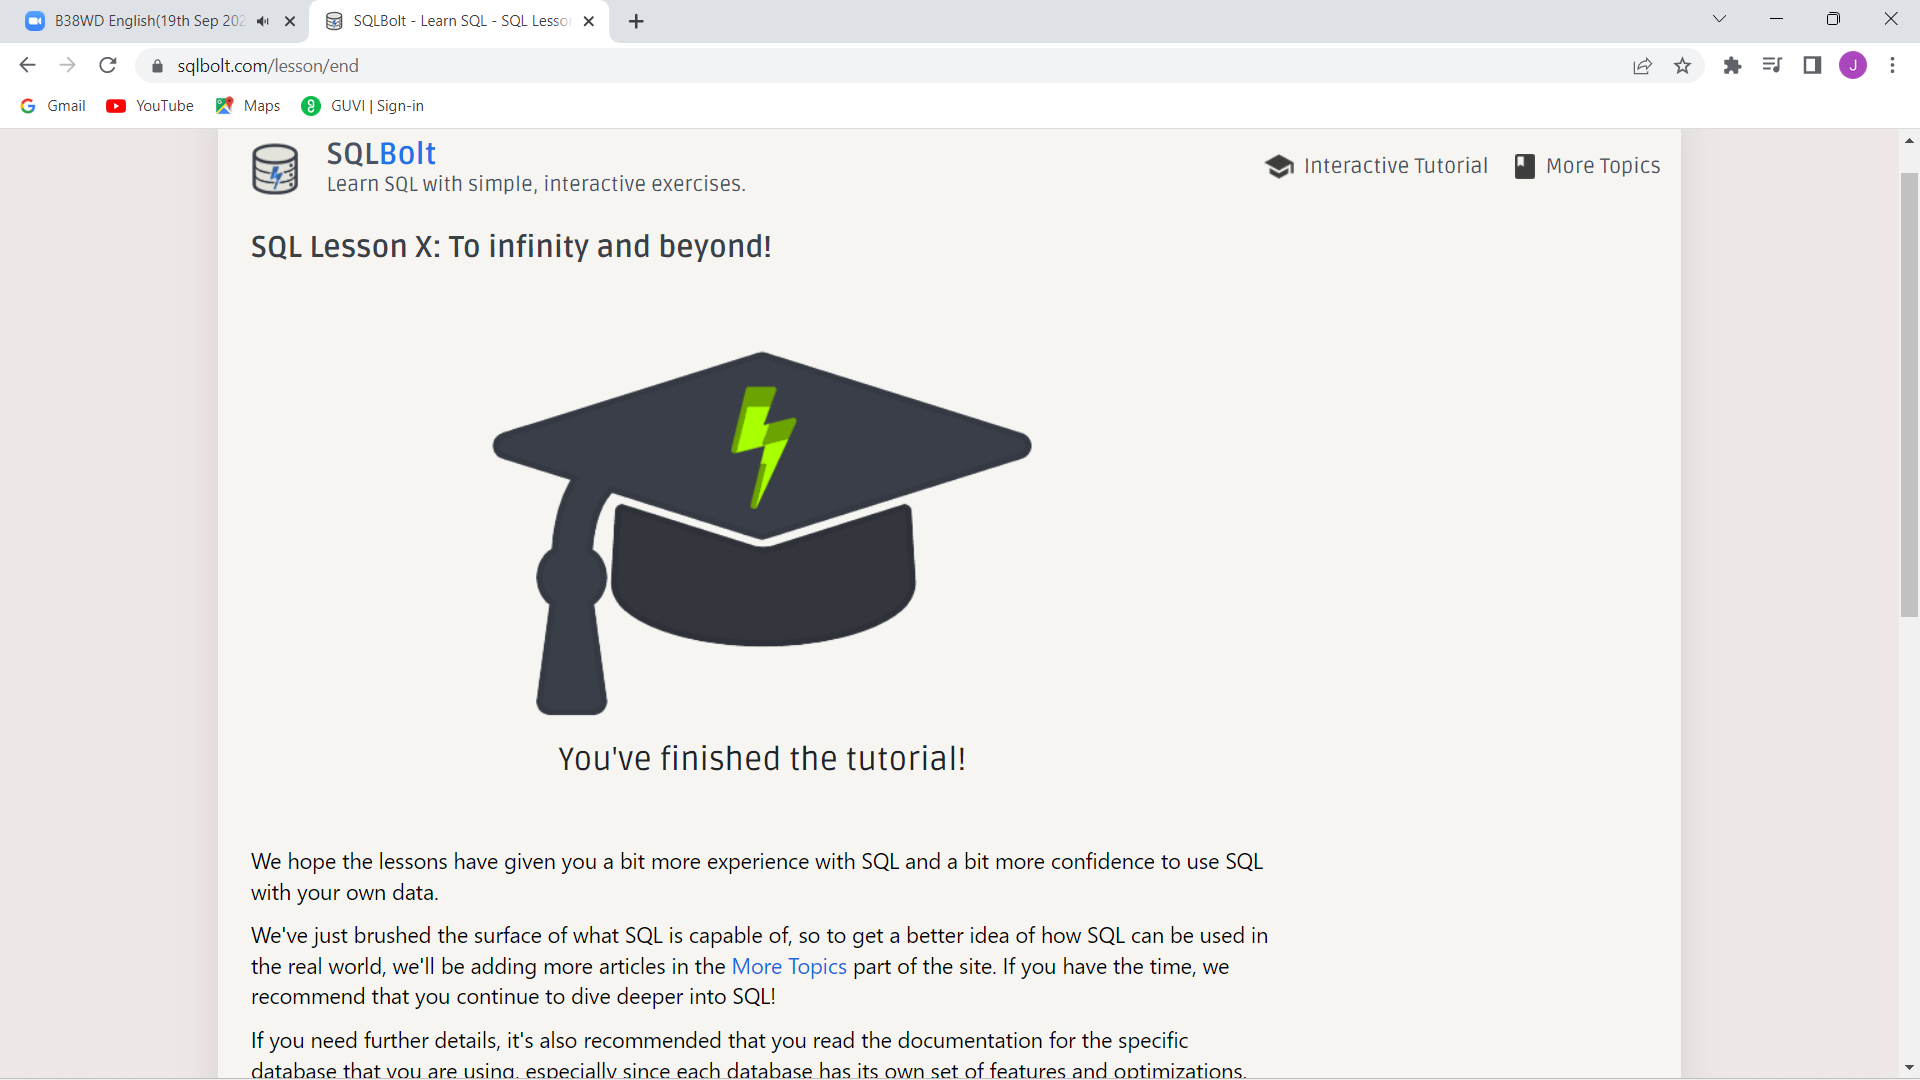 B38WD English(19th Sep 202
SQLBolt - Learn SQL - SQL Lesso
sqlbolt.com/lesson/end
J
Gmail
YouTube
Maps
GUVI | Sign-in
SQLBolt
Learn SQL with simple, interactive exercises.
Interactive Tutorial
More Topics
SQL Lesson X: To infinity and beyond!
You've finished the tutorial!
We hope the lessons have given you a bit more experience with SQL and a bit more confidence to use SQL
with your own data.
We've just brushed the surface of what SQL is capable of, so to get a better idea of how SQL can be used in
the real world, we'll be adding more articles in the More Topics part of the site. If you have the time, we
recommend that you continue to dive deeper into SQL!
If you need further details, it's also recommended that you read the documentation for the specific
database that you are using, especially since each database has its own set of features and optimizations.